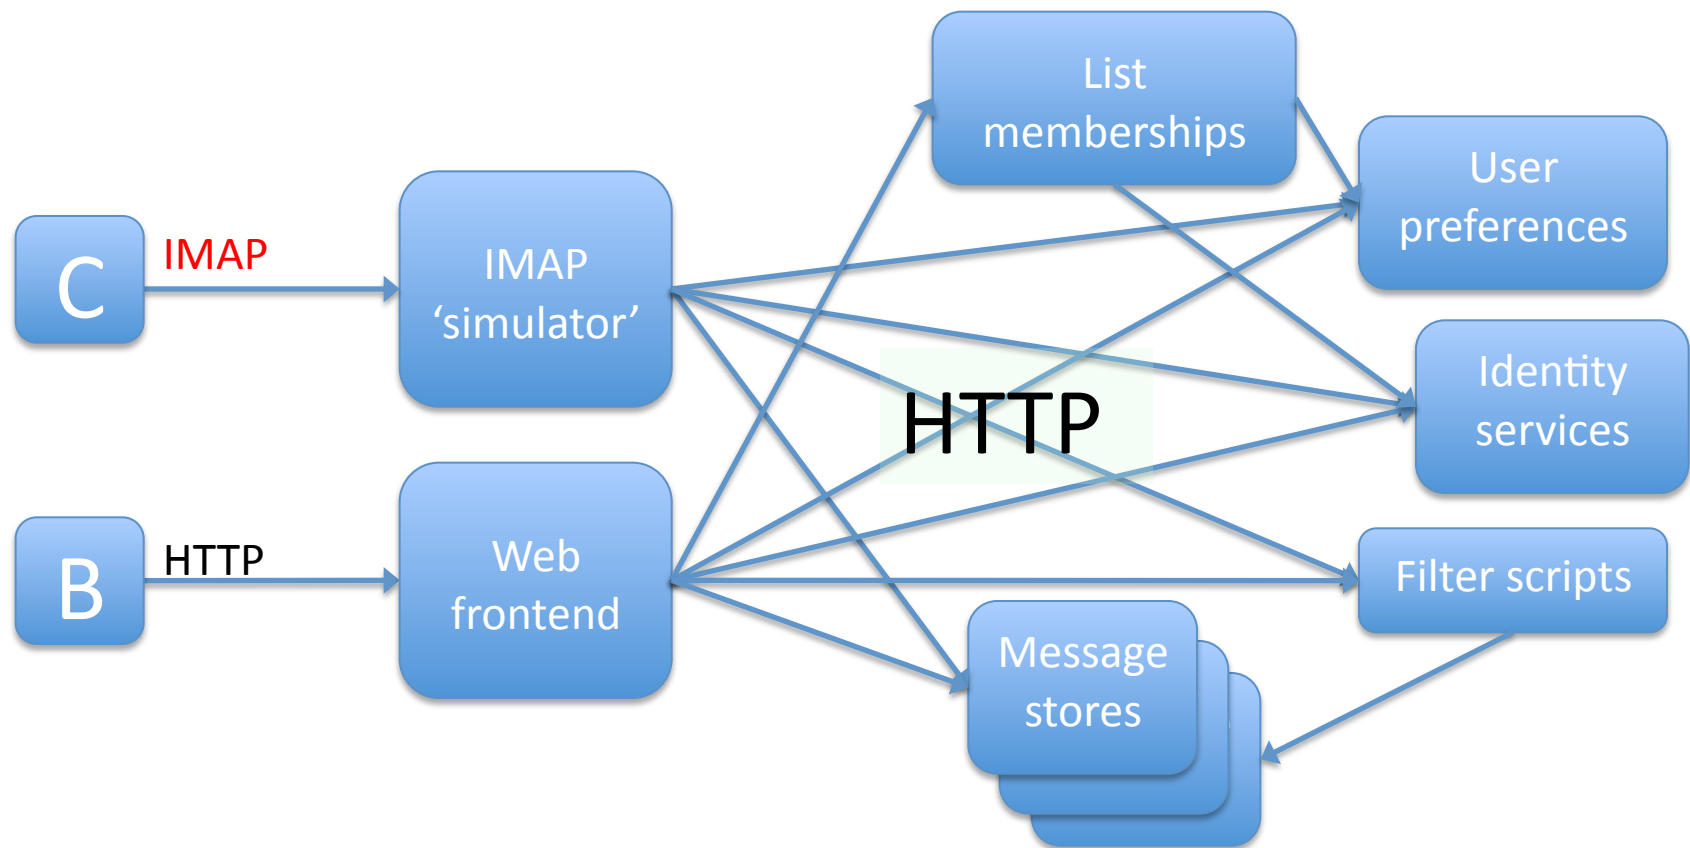 List
memberships
User
preferences
C
IMAP
IMAP
‘simulator’
HTTP
Identity
services
B
HTTP
Web
frontend
Filter scripts
Message
stores